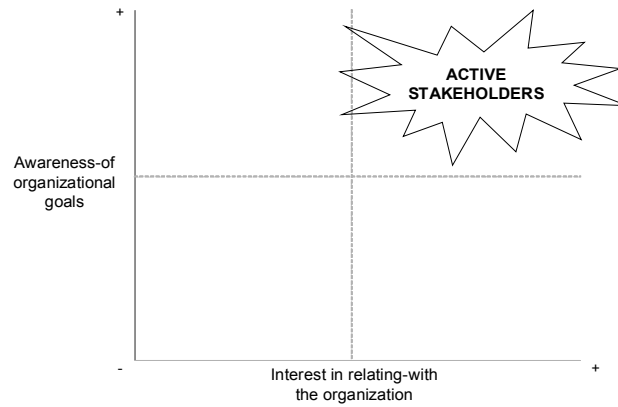 +
ACTIVE
STAKEHOLDERS
Awareness-of
organizational
goals
-
Interest in relating-with
the organization
+